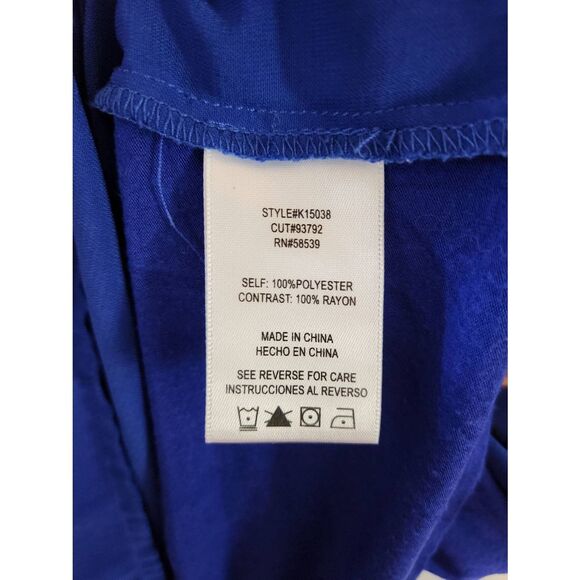 STYLE#K15038
CUT#93792
RN#58539
SELF: 100%POLYESTER
CONTRAST: 100% RAYON
MADE IN CHINA
HECHO EN CHINA
SEE REVERSE FOR CARE
INSTRUCCIONES AL REVERSO